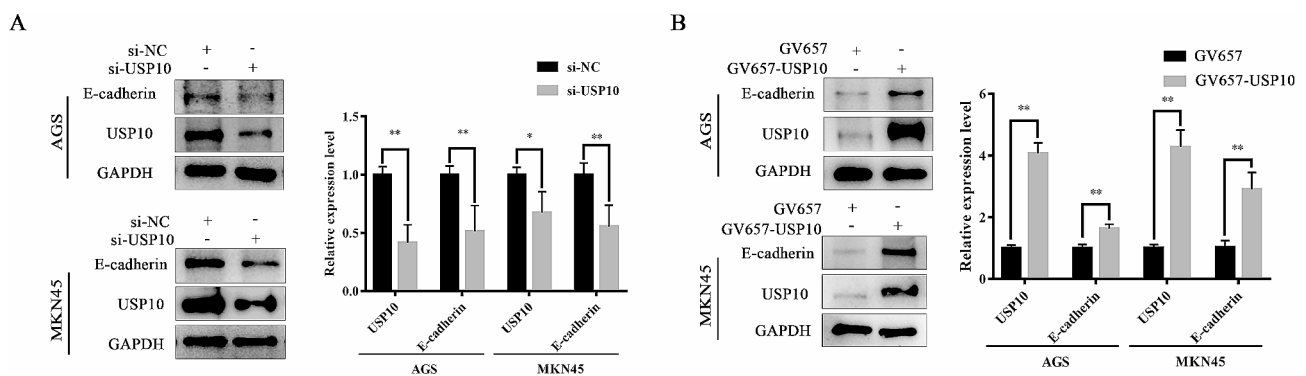 A
si-NC + -
si-USP10 - +
E-cadherin
USP10
GAPDH
AGS
si-NC + -
si-USP10 - +
E-cadherin
USP10
GAPDH
MKN45
si-NC
si-USP10
Relative expression level
1.5
1.0
0.5
0.0
** ** * **
USP10 E-cadherin USP10 E-cadherin
AGS MKN45
B
GV657 + -
GV657-USP10 - +
E-cadherin
USP10
GAPDH
AGS
GV657 + -
GV657-USP10 - +
E-cadherin
USP10
GAPDH
MKN45
GV657
GV657-USP10
Relative expression level
6
4
2
0
** ** ** **
USP10 E-cadherin USP10 E-cadherin
AGS MKN45